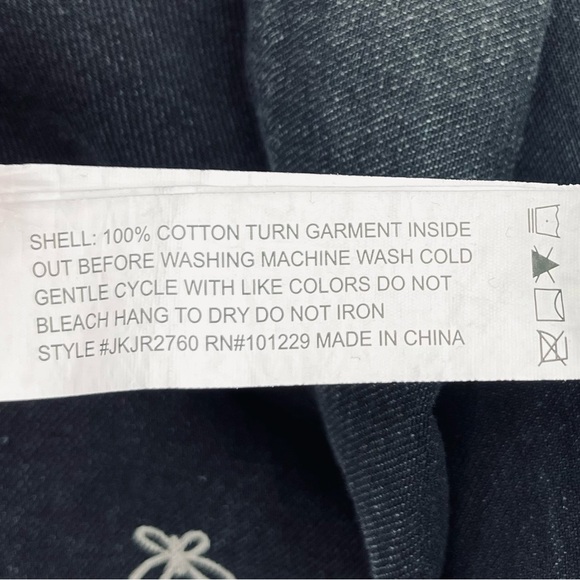 SHELL: 100% COTTON TURN GARMENT INSIDE
OUT BEFORE WASHING MACHINE WASH COLD
GENTLE CYCLE WITH LIKE COLORS DO NOT
BLEACH HANG TO DRY DO NOT IRON
STYLE #JKJR2760 RN#101229 MADE IN CHINA